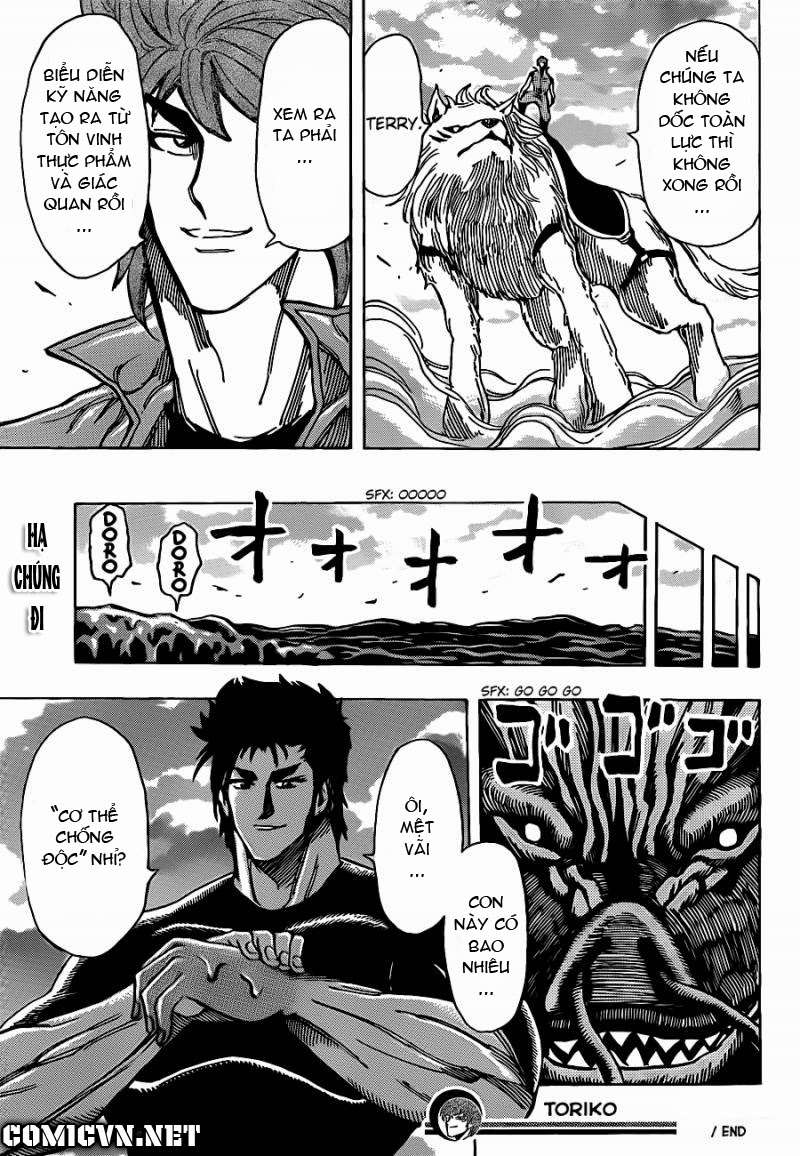 NẾU
CHÚNG TA
KHÔNG
DỐC TOÀN
LỰC THÌ
KHÔNG
XONG RỒI
...
TERRY.
XEM RA
TA PHẢI
...
BIỂU DIỄN
KỸ NĂNG
TẠO RA TỪ
TÔN VINH
THỰC PHẨM
VÀ GIÁC
QUAN RỒI
...
SFX: OOOOO
オオオオオ
DORO
DORO
HẠ
CHÚNG
ĐI
SFX: GO GO GO
ゴゴゴ
ÔI,
MỆT
VÃI
...
CON
NÀY CÓ
BAO
NHIÊU
...
"CƠ THỂ
CHỐNG
ĐỘC" NHỈ?
TORIKO
/ END
COMICVN.NET